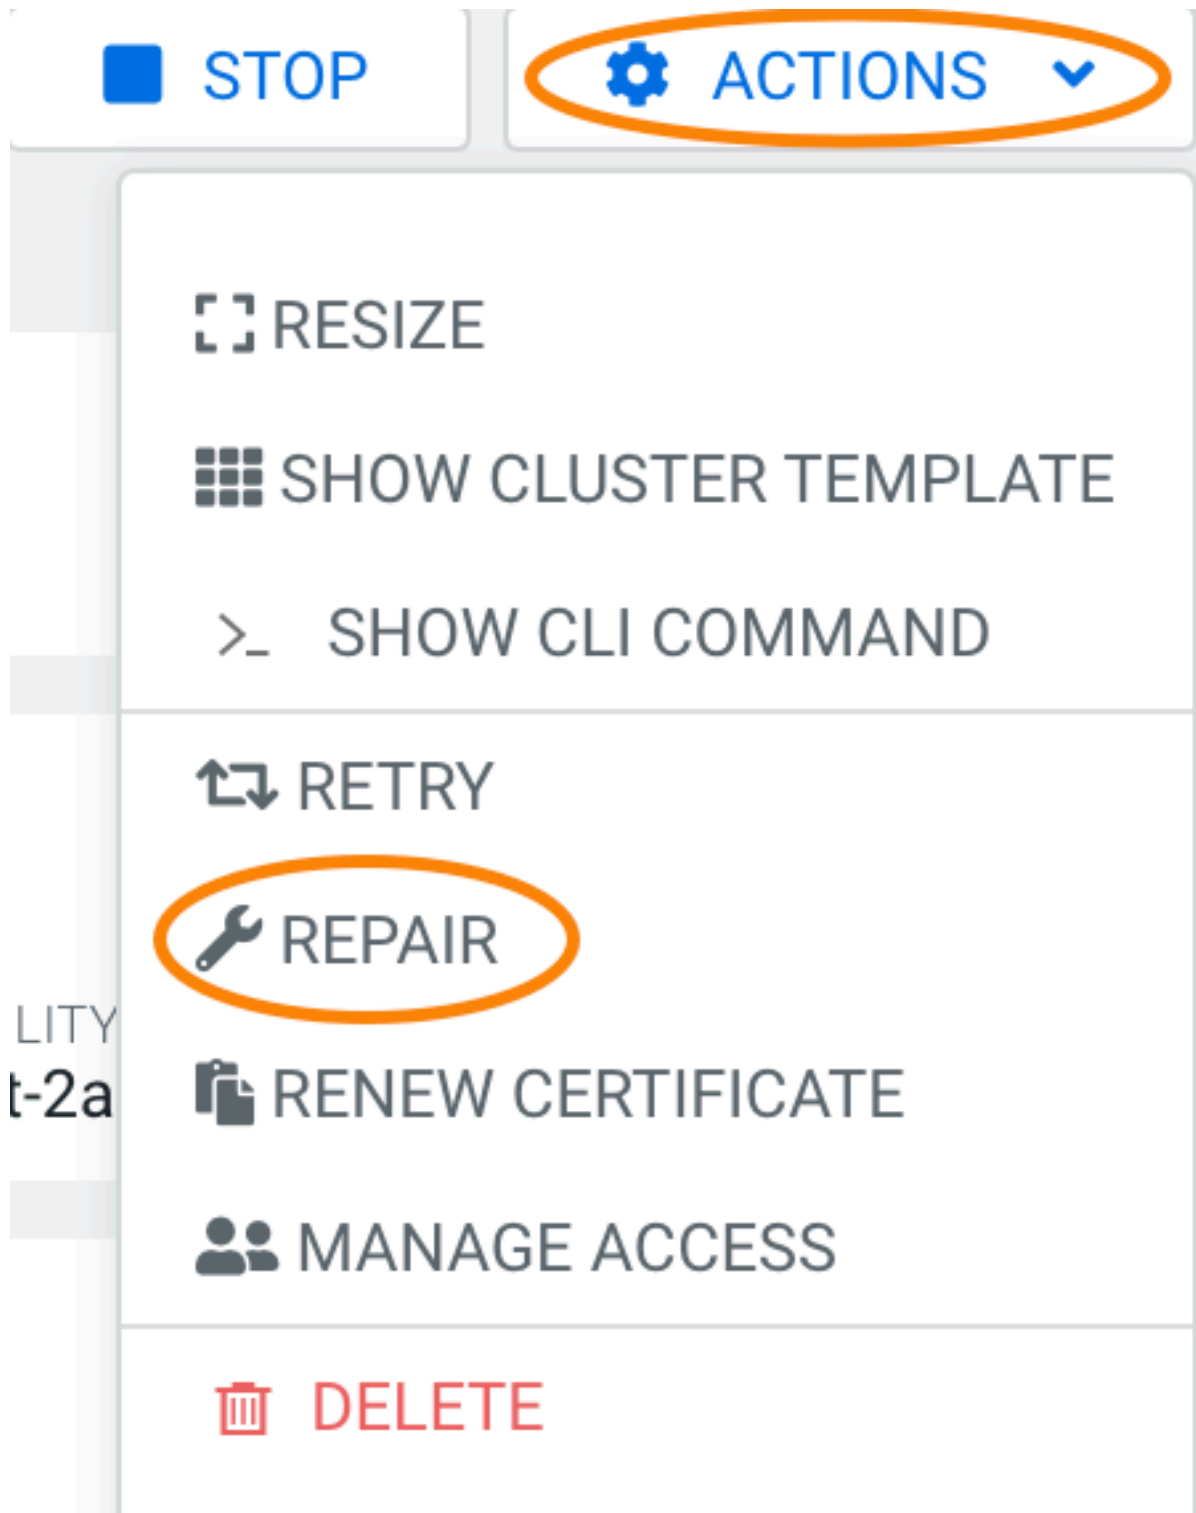 STOP
ACTIONS
RESIZE
SHOW CLUSTER TEMPLATE
>_ SHOW CLI COMMAND
RETRY
REPAIR
LITY
t-2a
RENEW CERTIFICATE
MANAGE ACCESS
DELETE